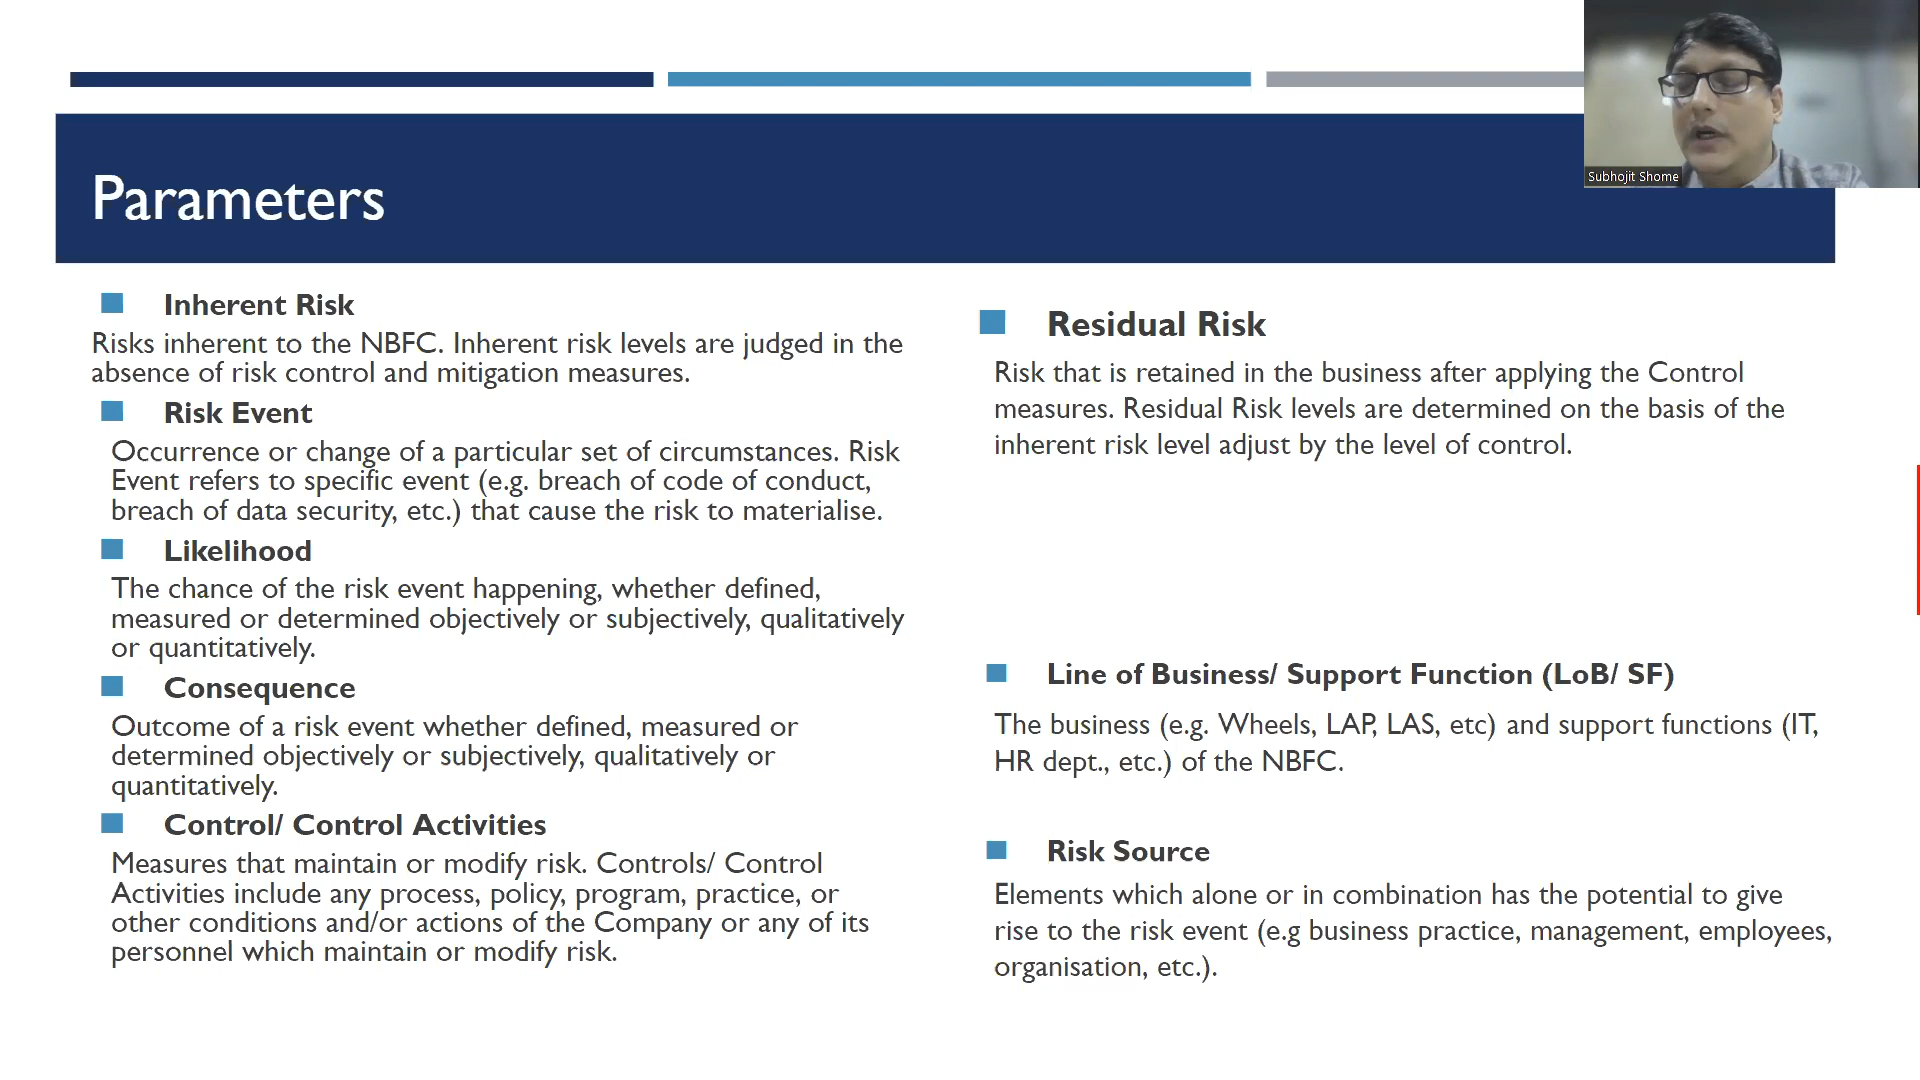 Subhojit Shome
Parameters
Inherent Risk
Risks inherent to the NBFC. Inherent risk levels are judged in the
absence of risk control and mitigation measures.
Risk Event
Occurrence or change of a particular set of circumstances. Risk
Event refers to specific event (e.g. breach of code of conduct,
breach of data security, etc.) that cause the risk to materialise.
Likelihood
The chance of the risk event happening, whether defined,
measured or determined objectively or subjectively, qualitatively
or quantitatively.
Consequence
Outcome of a risk event whether defined, measured or
determined objectively or subjectively, qualitatively or
quantitatively.
Control/ Control Activities
Measures that maintain or modify risk. Controls/ Control
Activities include any process, policy, program, practice, or
other conditions and/or actions of the Company or any of its
personnel which maintain or modify risk.
Residual Risk
Risk that is retained in the business after applying the Control
measures. Residual Risk levels are determined on the basis of the
inherent risk level adjust by the level of control.
Line of Business/ Support Function (LoB/ SF)
The business (e.g. Wheels, LAP, LAS, etc) and support functions (IT,
HR dept., etc.) of the NBFC.
Risk Source
Elements which alone or in combination has the potential to give
rise to the risk event (e.g business practice, management, employees,
organisation, etc.).